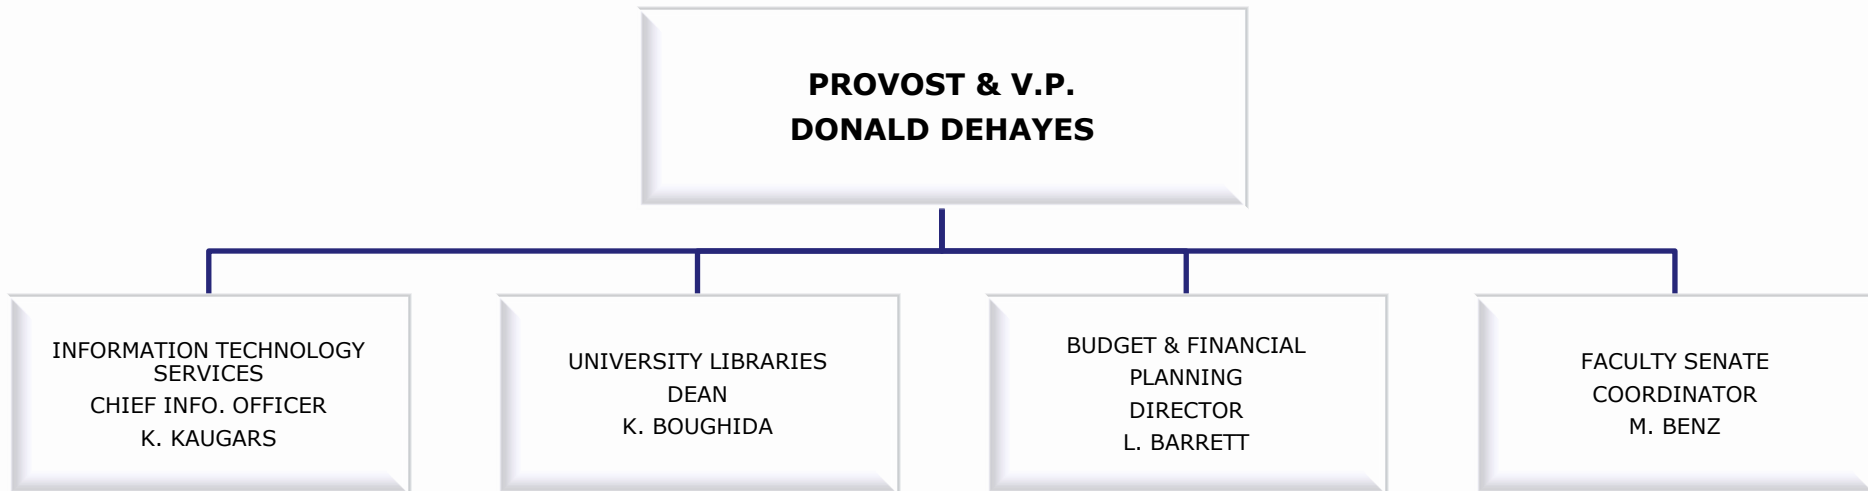 PROVOST & V.P.
DONALD DEHAYES
INFORMATION TECHNOLOGY
SERVICES
CHIEF INFO. OFFICER
K. KAUGARS
UNIVERSITY LIBRARIES
DEAN
K. BOUGHIDA
BUDGET & FINANCIAL
PLANNING
DIRECTOR
L. BARRETT
FACULTY SENATE
COORDINATOR
M. BENZ